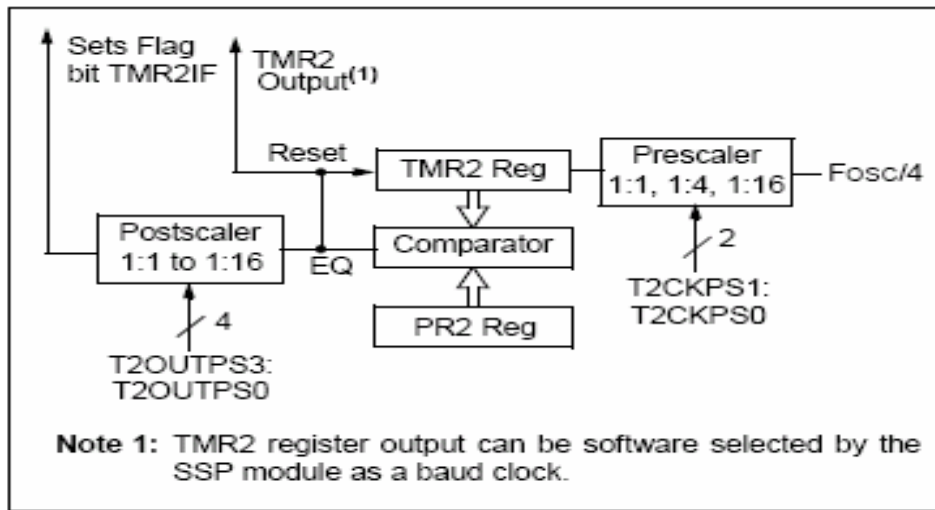 Sets Flag
bit TMR2IF
TMR2
Output(1)
Reset
TMR2 Reg
Prescaler
1:1, 1:4, 1:16
Fosc/4
Postscaler
1:1 to 1:16
EQ
Comparator
2
T2CKPS1:
T2CKPS0
PR2 Reg
4
T2OUTPS3:
T2OUTPS0
Note 1: TMR2 register output can be software selected by the
SSP module as a baud clock.